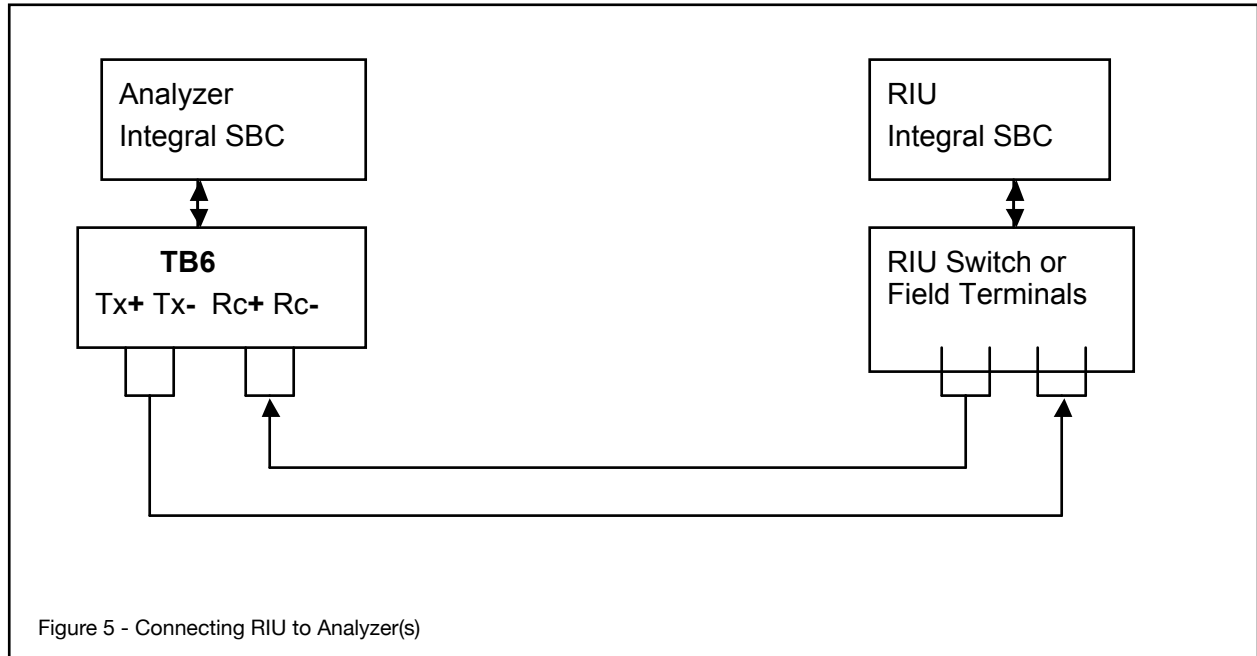 Analyzer
Integral SBC
RIU
Integral SBC
TB6
Tx+ Tx- Rc+ Rc-
RIU Switch or
Field Terminals
Figure 5 - Connecting RIU to Analyzer(s)